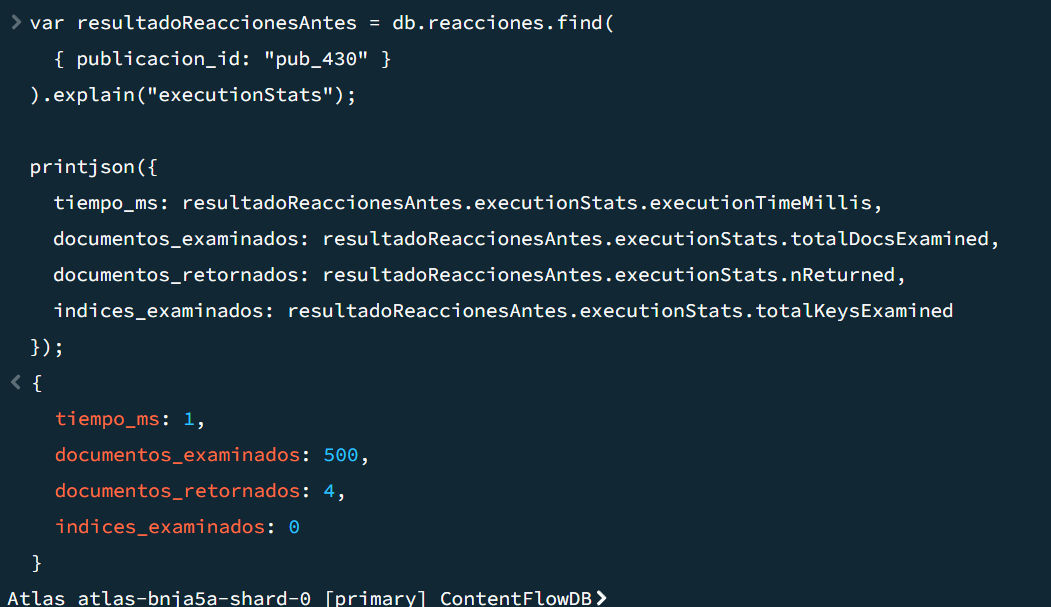 > var resultadoReaccionesAntes = db.reacciones.find(
{ publicacion_id: "pub_430" }
).explain("executionStats");
printjson({
tiempo_ms: resultadoReaccionesAntes.executionStats.executionTimeMillis,
documentos_examinados: resultadoReaccionesAntes.executionStats.totalDocsExamined,
documentos_retornados: resultadoReaccionesAntes.executionStats.nReturned,
indices_examinados: resultadoReaccionesAntes.executionStats.totalKeysExamined
});
< {
tiempo_ms: 1,
documentos_examinados: 500,
documentos_retornados: 4,
indices_examinados: 0
}
Atlas atlas-bnja5a-shard-0 [primary] ContentFlowDB>